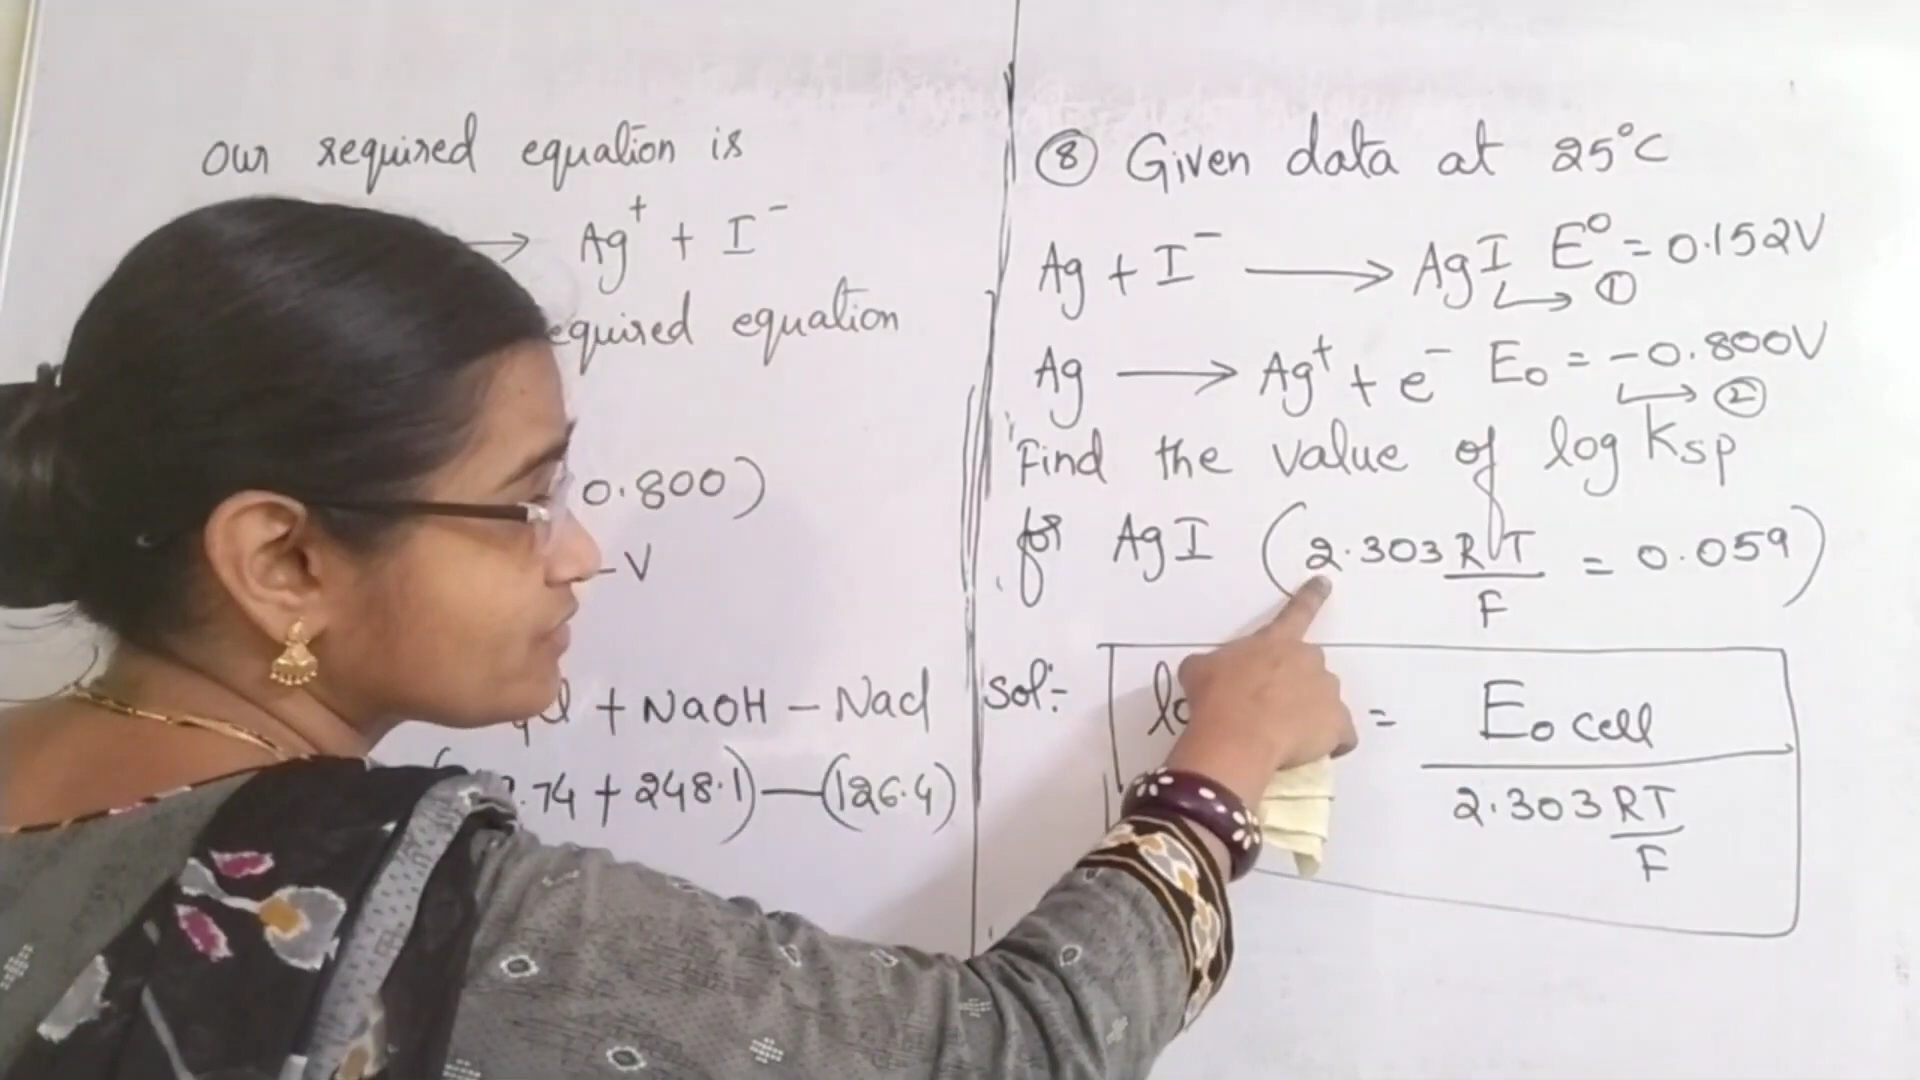 Our required equation is
→ Ag⁺ + I⁻
equired equation
0.800)
-V
+ NaOH - Nacl
.74 + 248.1) — (126.4)
⑧ Given data at 25°C
Ag + I⁻ → AgI E° = 0.152V
↳ ①
Ag → Ag⁺ + e⁻ E₀ = -0.800V
↳ ②
Find the value of log Ksp
for AgI (2.303 RT/F = 0.059)
Sol:- = E₀ cell / 2.303 RT/F